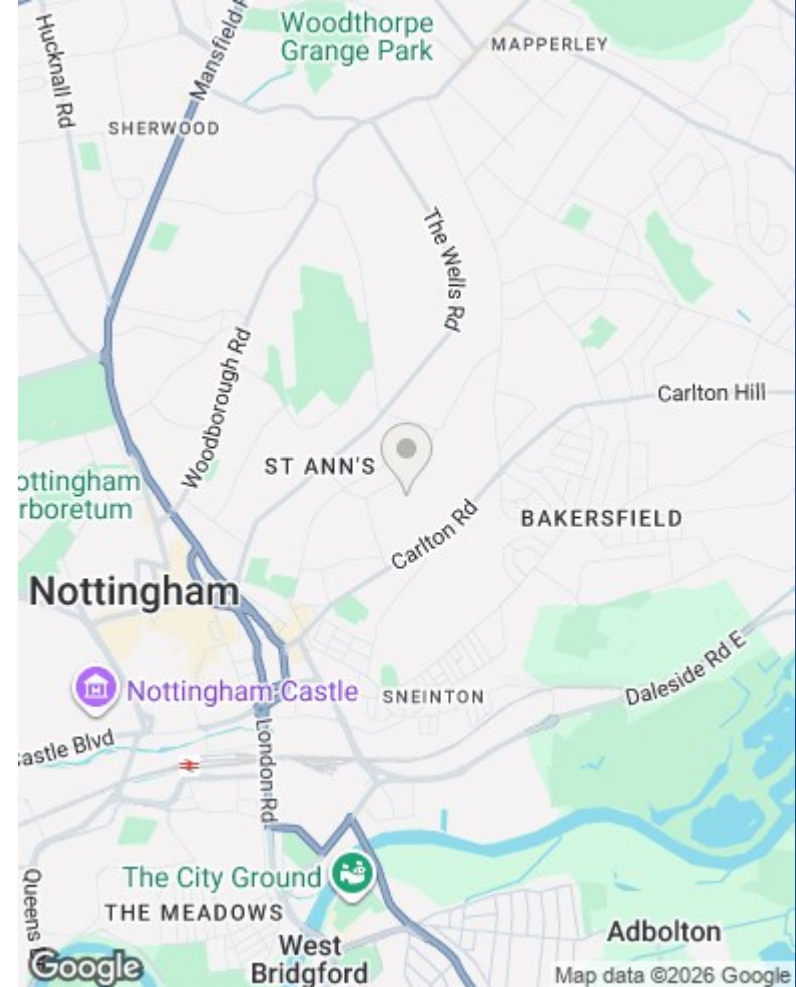 Woodthorpe
Grange Park
MAPPERLEY
Hucknall Rd
Mansfield R
SHERWOOD
The Wells Rd
Woodborough Rd
Carlton Hill
ST ANN'S
ottingham
rboretum
Carlton Rd
BAKERSFIELD
Nottingham
Nottingham Castle
SNEINTON
Daleside Rd E
astle Blvd
London Rd
The City Ground
THE MEADOWS
Queens
West
Bridgford
Adbolton
Google
Map data ©2026 Google